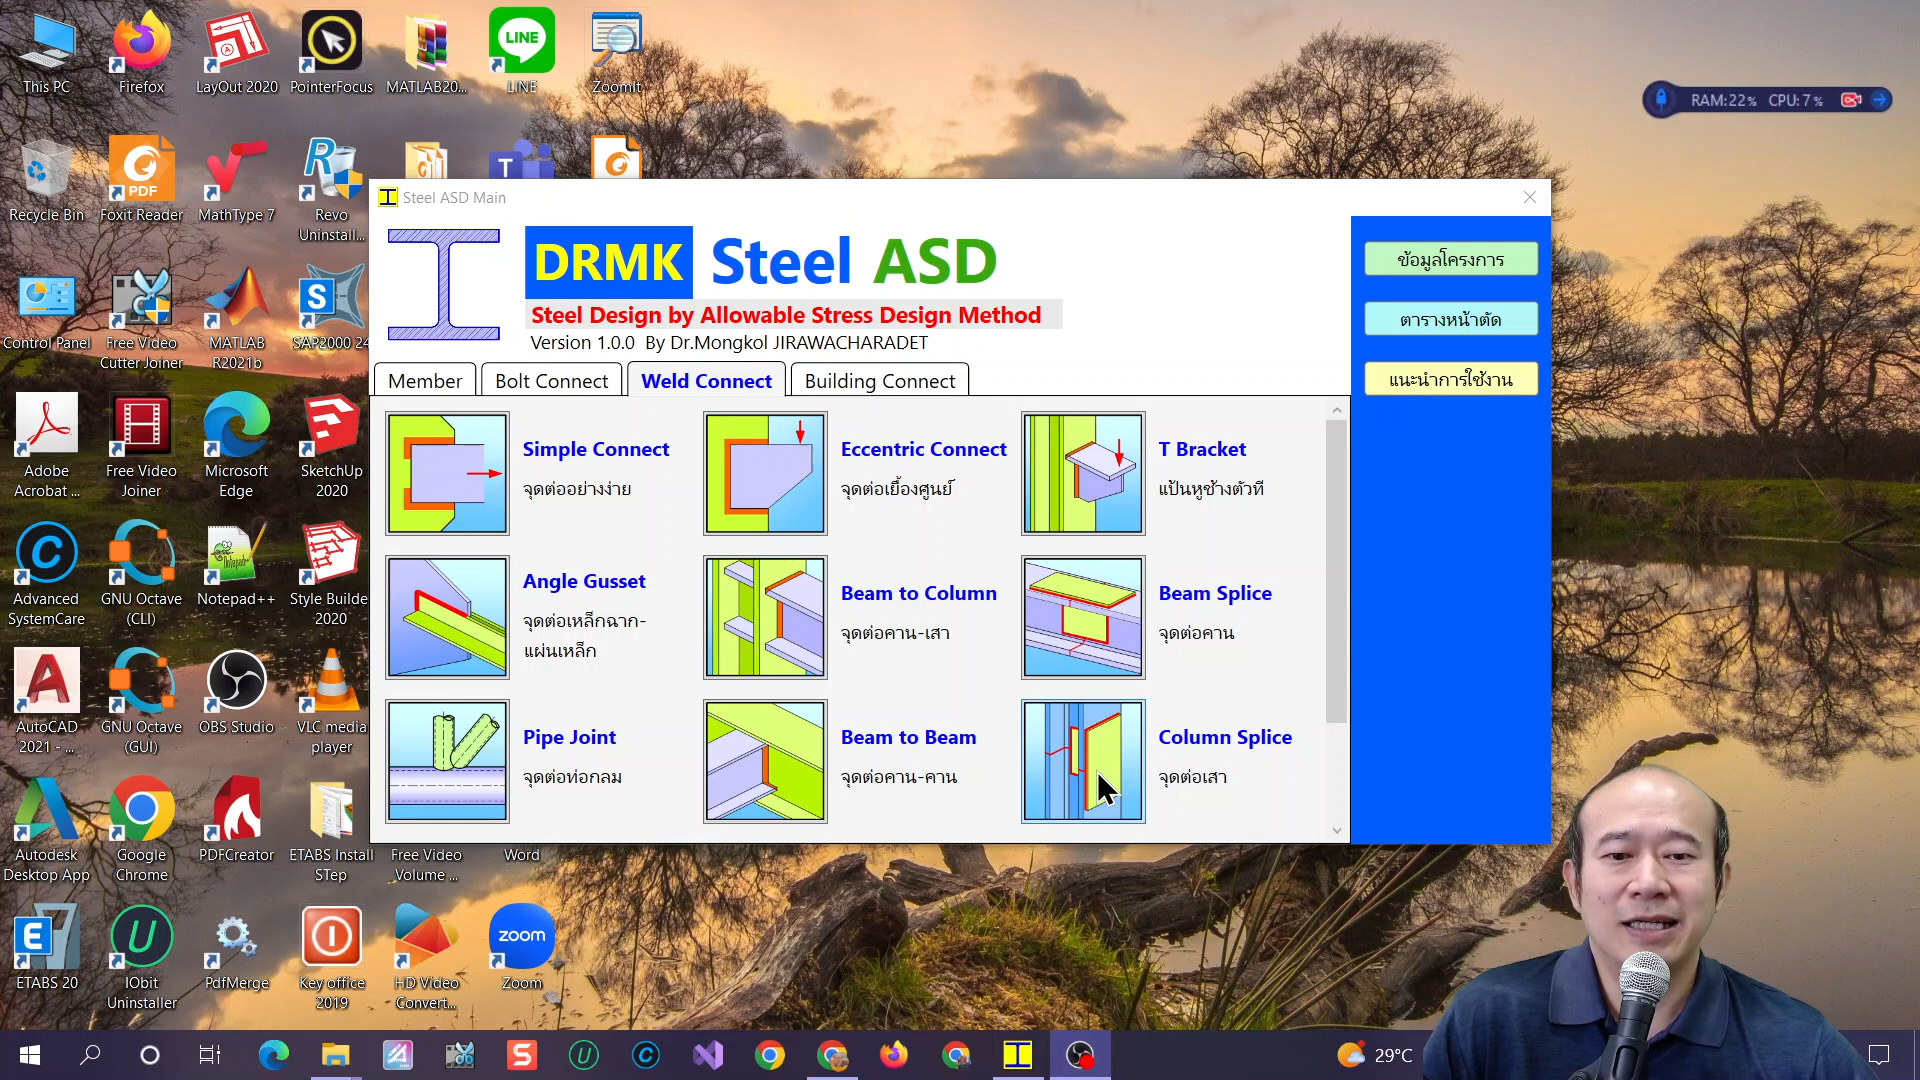 This PC
Firefox
LayOut 2020
PointerFocus
MATLAB20...
LINE
LINE
ZoomIt
RAM:22% CPU:7%
Recycle Bin
PDF
Foxit Reader
MathType 7
Revo
Uninstall...
Steel ASD Main
DRMK Steel ASD
Steel Design by Allowable Stress Design Method
Version 1.0.0 By Dr.Mongkol JIRAWACHARADET
ข้อมูลโครงการ
ตารางหน้าตัด
แนะนำการใช้งาน
Member
Bolt Connect
Weld Connect
Building Connect
Control Panel
Free Video
Cutter Joiner
MATLAB
R2021b
SAP2000 24
Simple Connect
จุดต่ออย่างง่าย
Eccentric Connect
จุดต่อเยื้องศูนย์
T Bracket
แป้นหูช้างตัวที
Adobe
Acrobat ...
Free Video
Joiner
Microsoft
Edge
SketchUp
2020
Angle Gusset
จุดต่อเหล็กฉาก-
แผ่นเหล็ก
Beam to Column
จุดต่อคาน-เสา
Beam Splice
จุดต่อคาน
Advanced
SystemCare
GNU Octave
(CLI)
Notepad++
Style Builde
2020
Pipe Joint
จุดต่อท่อกลม
Beam to Beam
จุดต่อคาน-คาน
Column Splice
จุดต่อเสา
AutoCAD
2021 - ...
GNU Octave
(GUI)
OBS Studio
VLC media
player
Autodesk
Desktop App
Google
Chrome
PDFCreator
ETABS Install
STep
Free Video
Volume ...
Word
ETABS 20
IObit
Uninstaller
PdfMerge
Key office
2019
HD Video
Convert...
zoom
Zoom
29°C